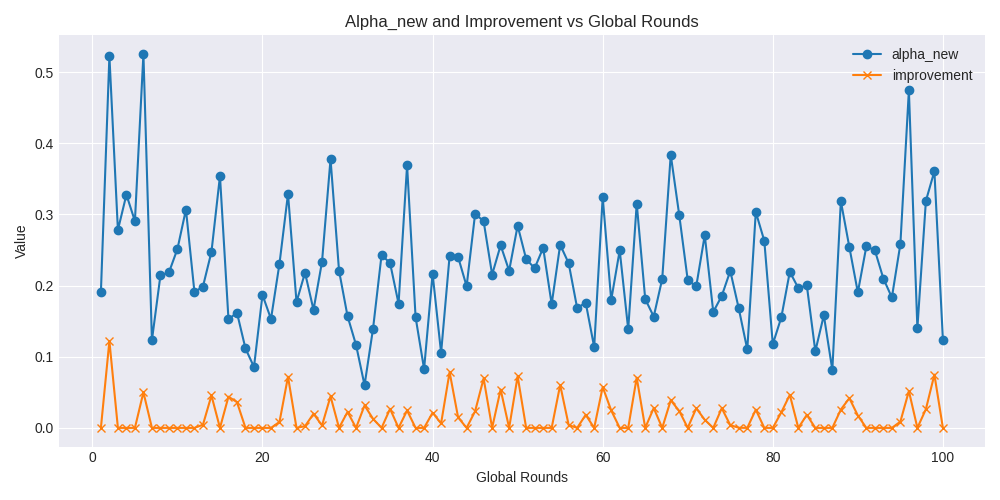 Alpha_new and Improvement vs Global Rounds
alpha_new
improvement
Value
0.5
0.4
0.3
0.2
0.1
0.0
0 20 40 60 80 100
Global Rounds